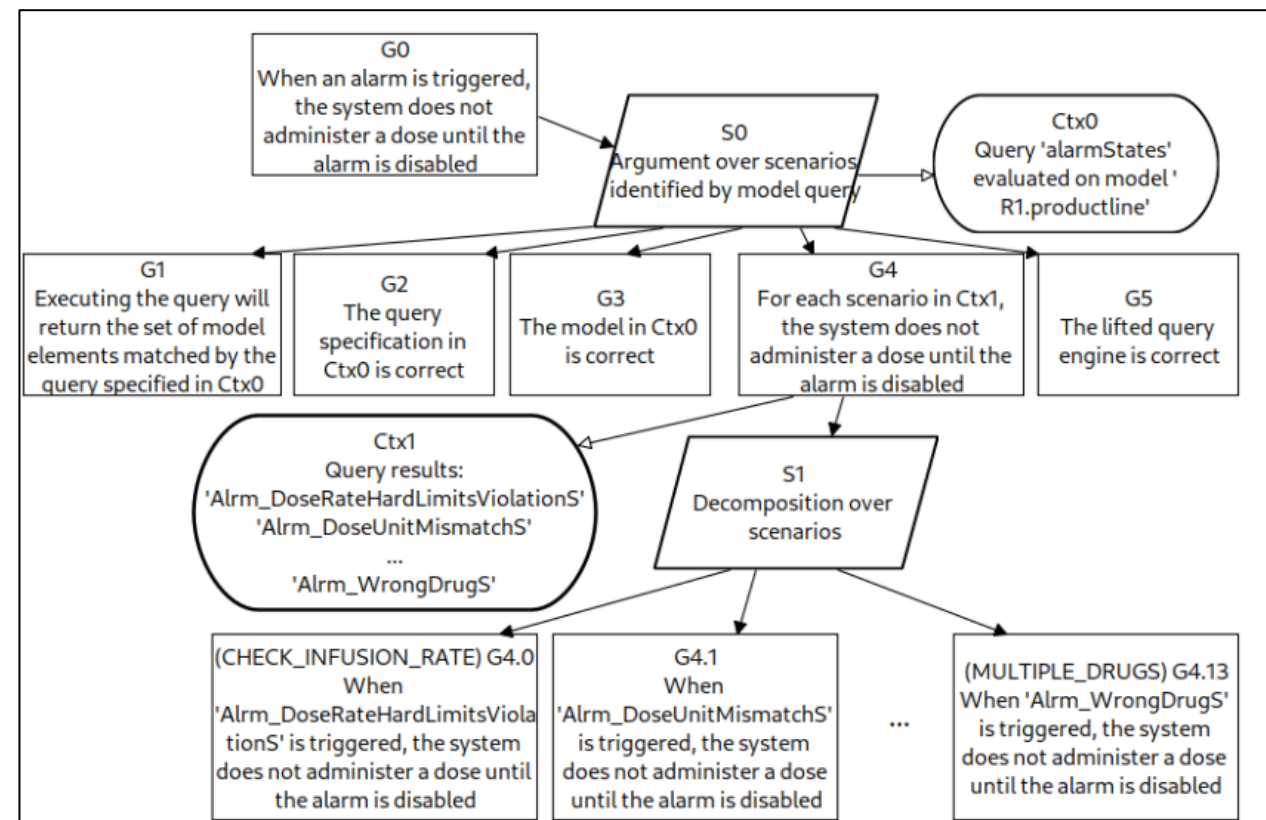 G0
When an alarm is triggered,
the system does not
administer a dose until the
alarm is disabled
S0
Argument over scenarios
identified by model query
Ctx0
Query 'alarmStates'
evaluated on model '
R1.productline'
G1
Executing the query will
return the set of model
elements matched by the
query specified in Ctx0
G2
The query
specification in
Ctx0 is correct
G3
The model in Ctx0
is correct
G4
For each scenario in Ctx1,
the system does not
administer a dose until the
alarm is disabled
G5
The lifted query
engine is correct
Ctx1
Query results:
'Alrm_DoseRateHardLimitsViolationS'
'Alrm_DoseUnitMismatchS'
...
'Alrm_WrongDrugS'
S1
Decomposition over
scenarios
(CHECK_INFUSION_RATE) G4.0
When
'Alrm_DoseRateHardLimitsViola
tionS' is triggered, the system
does not administer a dose until
the alarm is disabled
G4.1
When
'Alrm_DoseUnitMismatchS'
is triggered, the system
does not administer a dose
until the alarm is disabled
...
(MULTIPLE_DRUGS) G4.13
When 'Alrm_WrongDrugS'
is triggered, the system
does not administer a dose
until the alarm is disabled